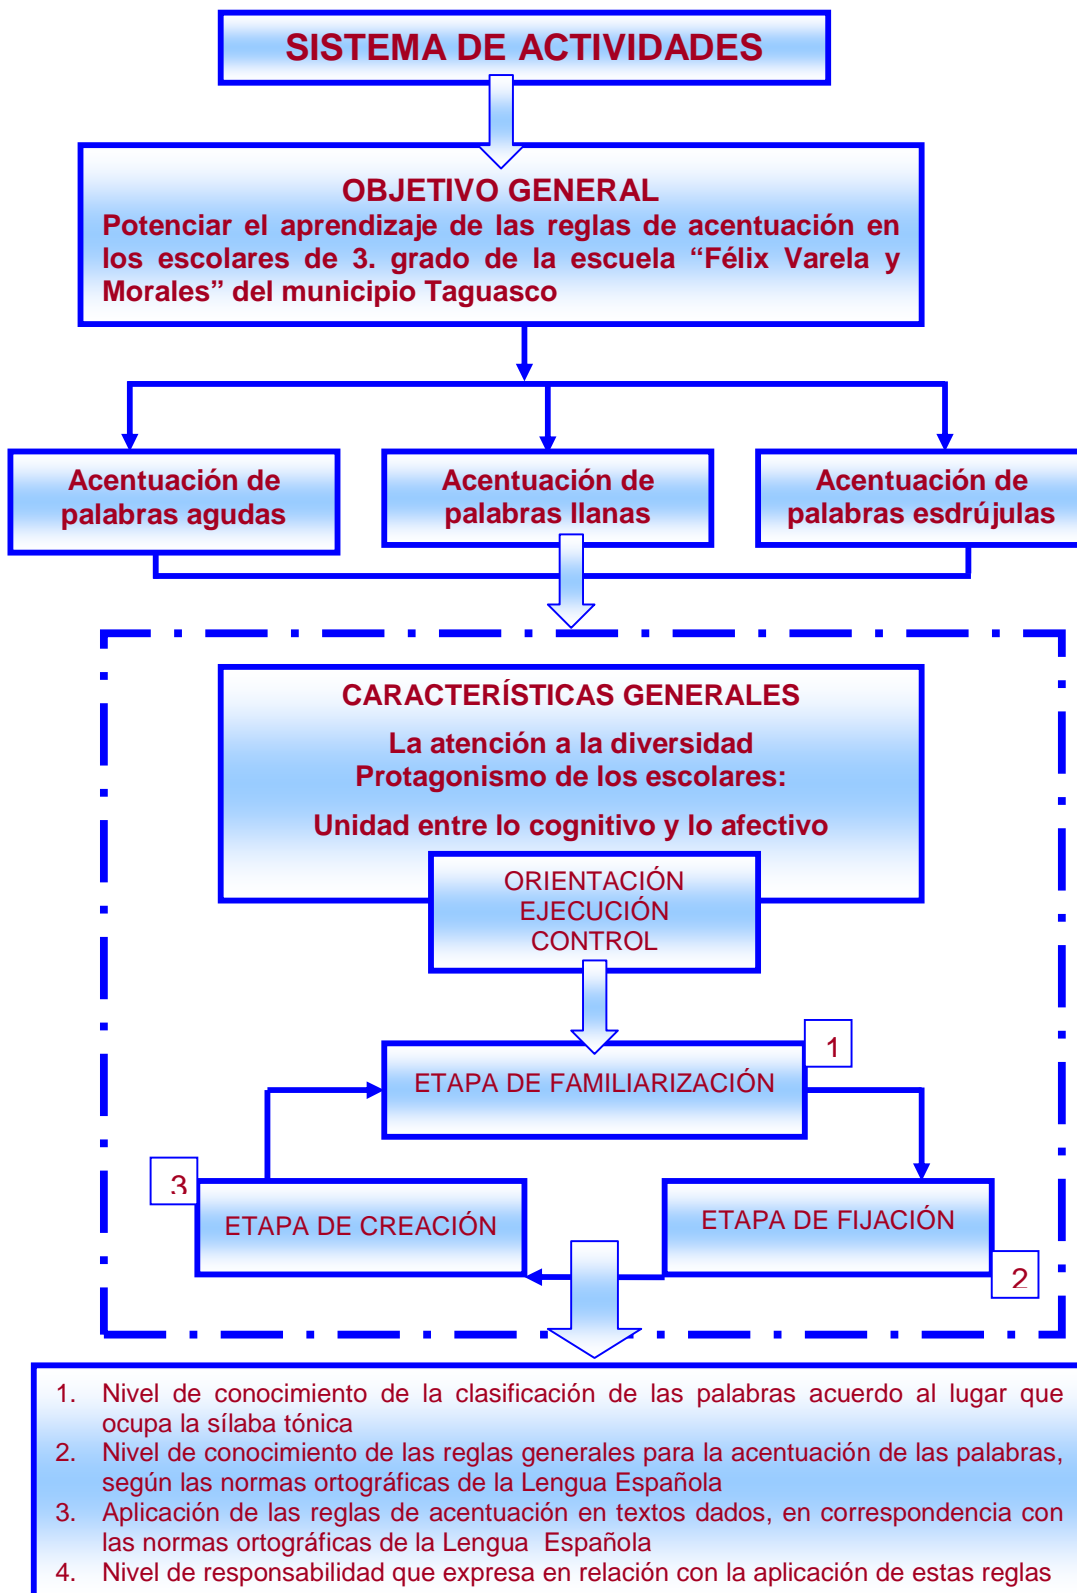 SISTEMA DE ACTIVIDADES
OBJETIVO GENERAL
Potenciar el aprendizaje de las reglas de acentuación en
los escolares de 3. grado de la escuela “Félix Varela y
Morales” del municipio Taguasco
Acentuación de
palabras agudas
Acentuación de
palabras llanas
Acentuación de
palabras esdrújulas
CARACTERÍSTICAS GENERALES
La atención a la diversidad
Protagonismo de los escolares:
Unidad entre lo cognitivo y lo afectivo
ORIENTACIÓN
EJECUCIÓN
CONTROL
1
ETAPA DE FAMILIARIZACIÓN
3
ETAPA DE CREACIÓN
ETAPA DE FIJACIÓN
2
1. Nivel de conocimiento de la clasificación de las palabras acuerdo al lugar que
ocupa la sílaba tónica
2. Nivel de conocimiento de las reglas generales para la acentuación de las palabras,
según las normas ortográficas de la Lengua Española
3. Aplicación de las reglas de acentuación en textos dados, en correspondencia con
las normas ortográficas de la Lengua Española
4. Nivel de responsabilidad que expresa en relación con la aplicación de estas reglas